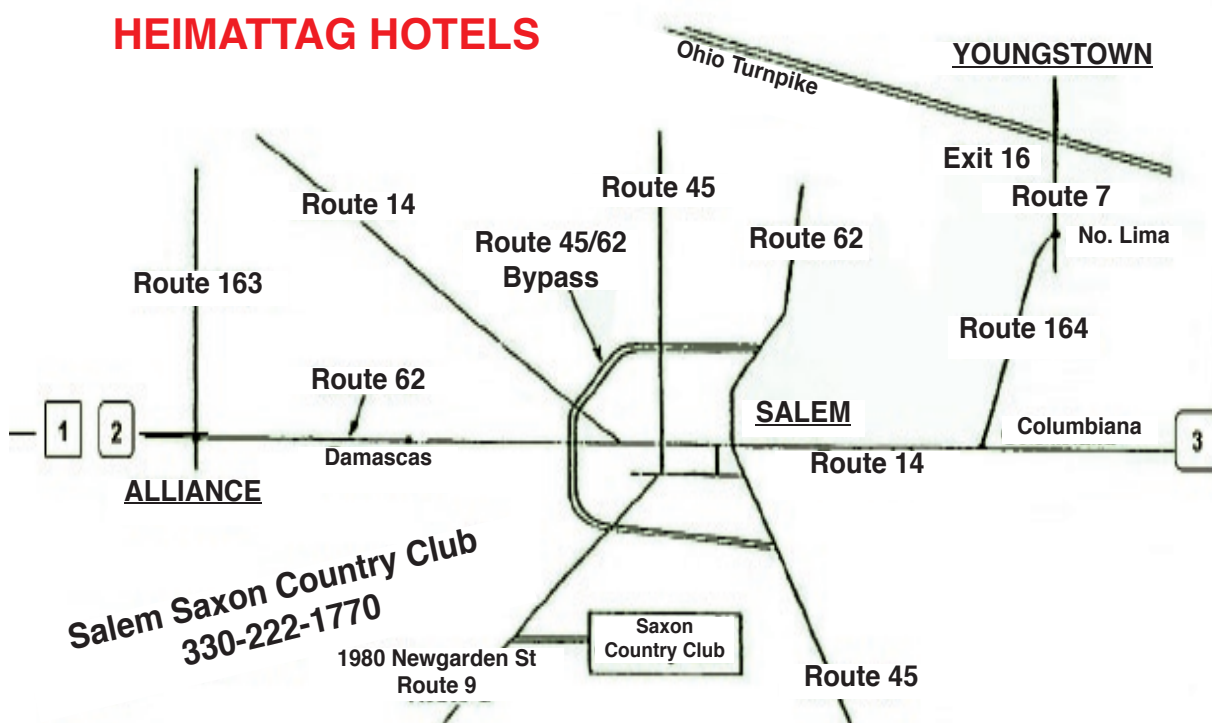 HEIMATTAG HOTELS
Ohio Turnpike
YOUNGSTOWN
Exit 16
Route 7
No. Lima
Route 45
Route 14
Route 62
Route 45/62
Bypass
Route 163
Route 164
Route 62
1
2
SALEM
Columbiana
3
Damascas
Route 14
ALLIANCE
Salem Saxon Country Club
330-222-1770
Saxon
Country Club
1980 Newgarden St
Route 9
Route 45